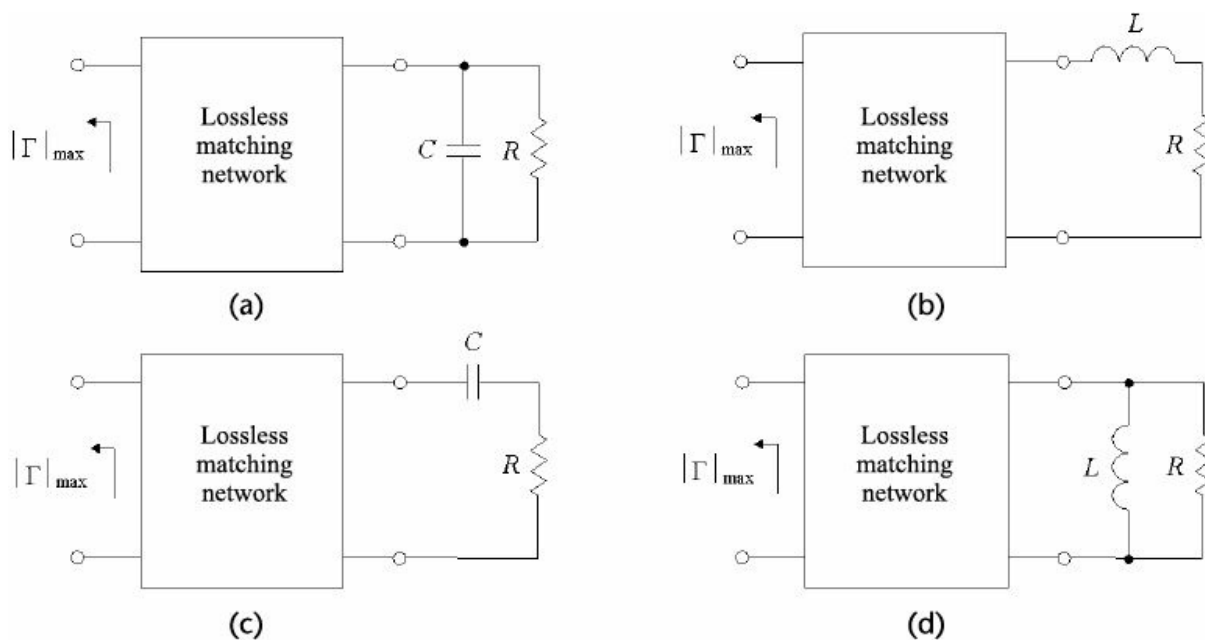 Lossless
matching
network
|Γ|max
C
R
(a)
Lossless
matching
network
|Γ|max
L
R
(b)
Lossless
matching
network
|Γ|max
C
R
(c)
Lossless
matching
network
|Γ|max
L
R
(d)